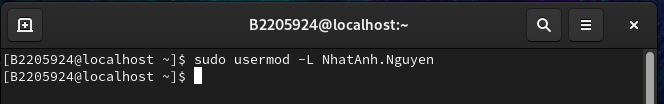 B2205924@localhost:~
[B2205924@localhost ~]$ sudo usermod -L NhatAnh.Nguyen
[B2205924@localhost ~]$